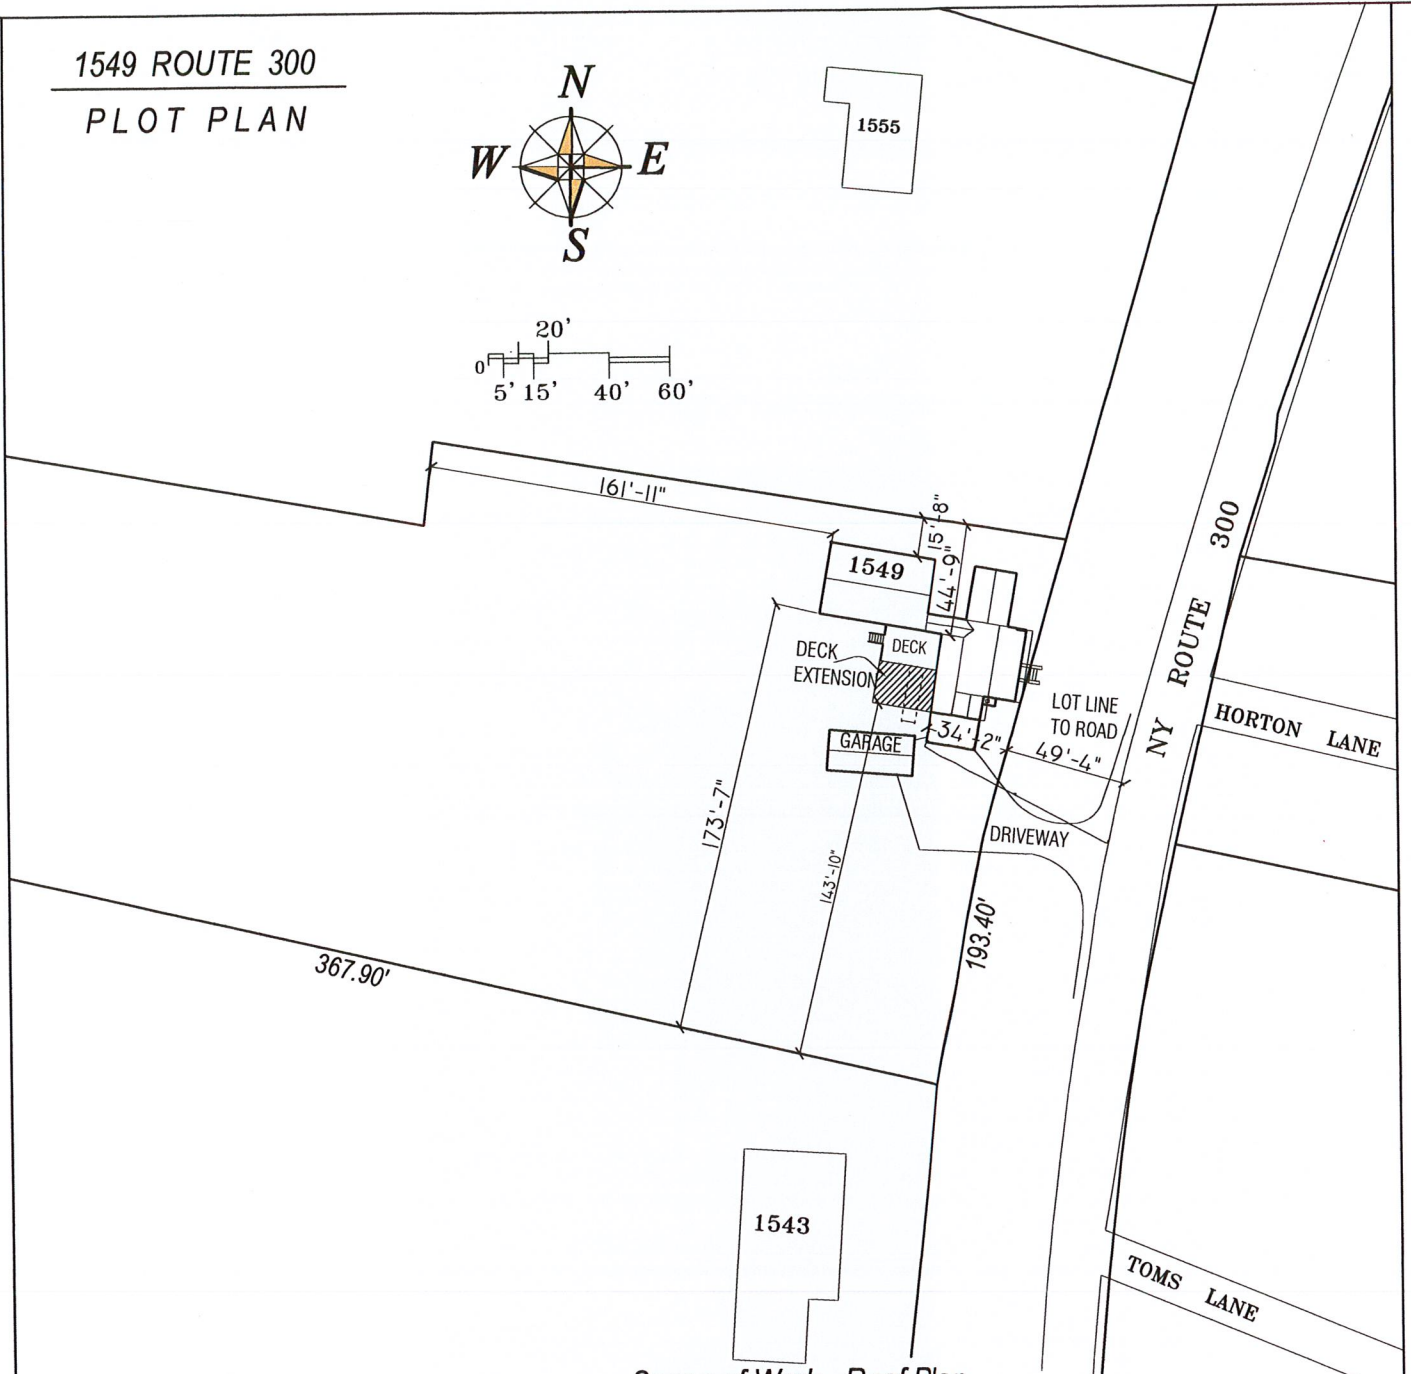 1549 ROUTE 300
PLOT PLAN
N
W
E
S
1555
20'
0
5' 15' 40' 60'
161'-11"
15'-8"
44'-9"
1549
DECK
DECK
EXTENSION
GARAGE
34'-2"
LOT LINE
TO ROAD
49'-4"
NY ROUTE 300
HORTON LANE
DRIVEWAY
173'-7"
143'-10"
193.40'
367.90'
1543
TOMS LANE